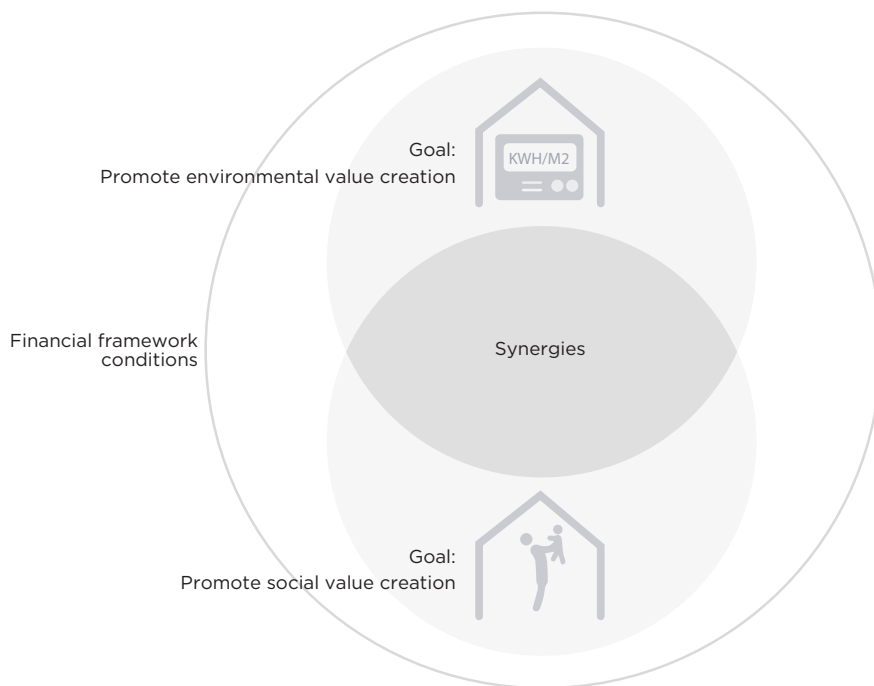 Goal:
Promote environmental value creation
KWH/M2
Financial framework
conditions
Synergies
Goal:
Promote social value creation